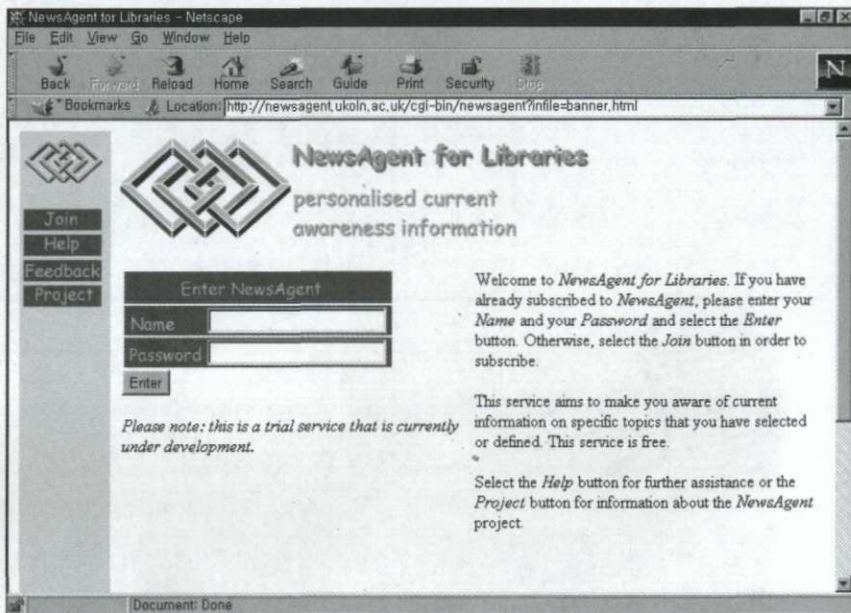 NewsAgent for Libraries - Netscape
File Edit View Go Window Help
Back Forward Reload Home Search Guide Print Security Stop
N
Bookmarks Location: http://newsagent.ukoln.ac.uk/cgi-bin/newsagent?infile=banner.html
NewsAgent for Libraries
personalised current
awareness information
Join
Help
Feedback
Project
Enter NewsAgent
Name
Password
Enter
Please note: this is a trial service that is currently
under development.
Welcome to NewsAgent for Libraries. If you have
already subscribed to NewsAgent, please enter your
Name and your Password and select the Enter
button. Otherwise, select the Join button in order to
subscribe.
This service aims to make you aware of current
information on specific topics that you have selected
or defined. This service is free.
Select the Help button for further assistance or the
Project button for information about the NewsAgent
project.
Document: Done